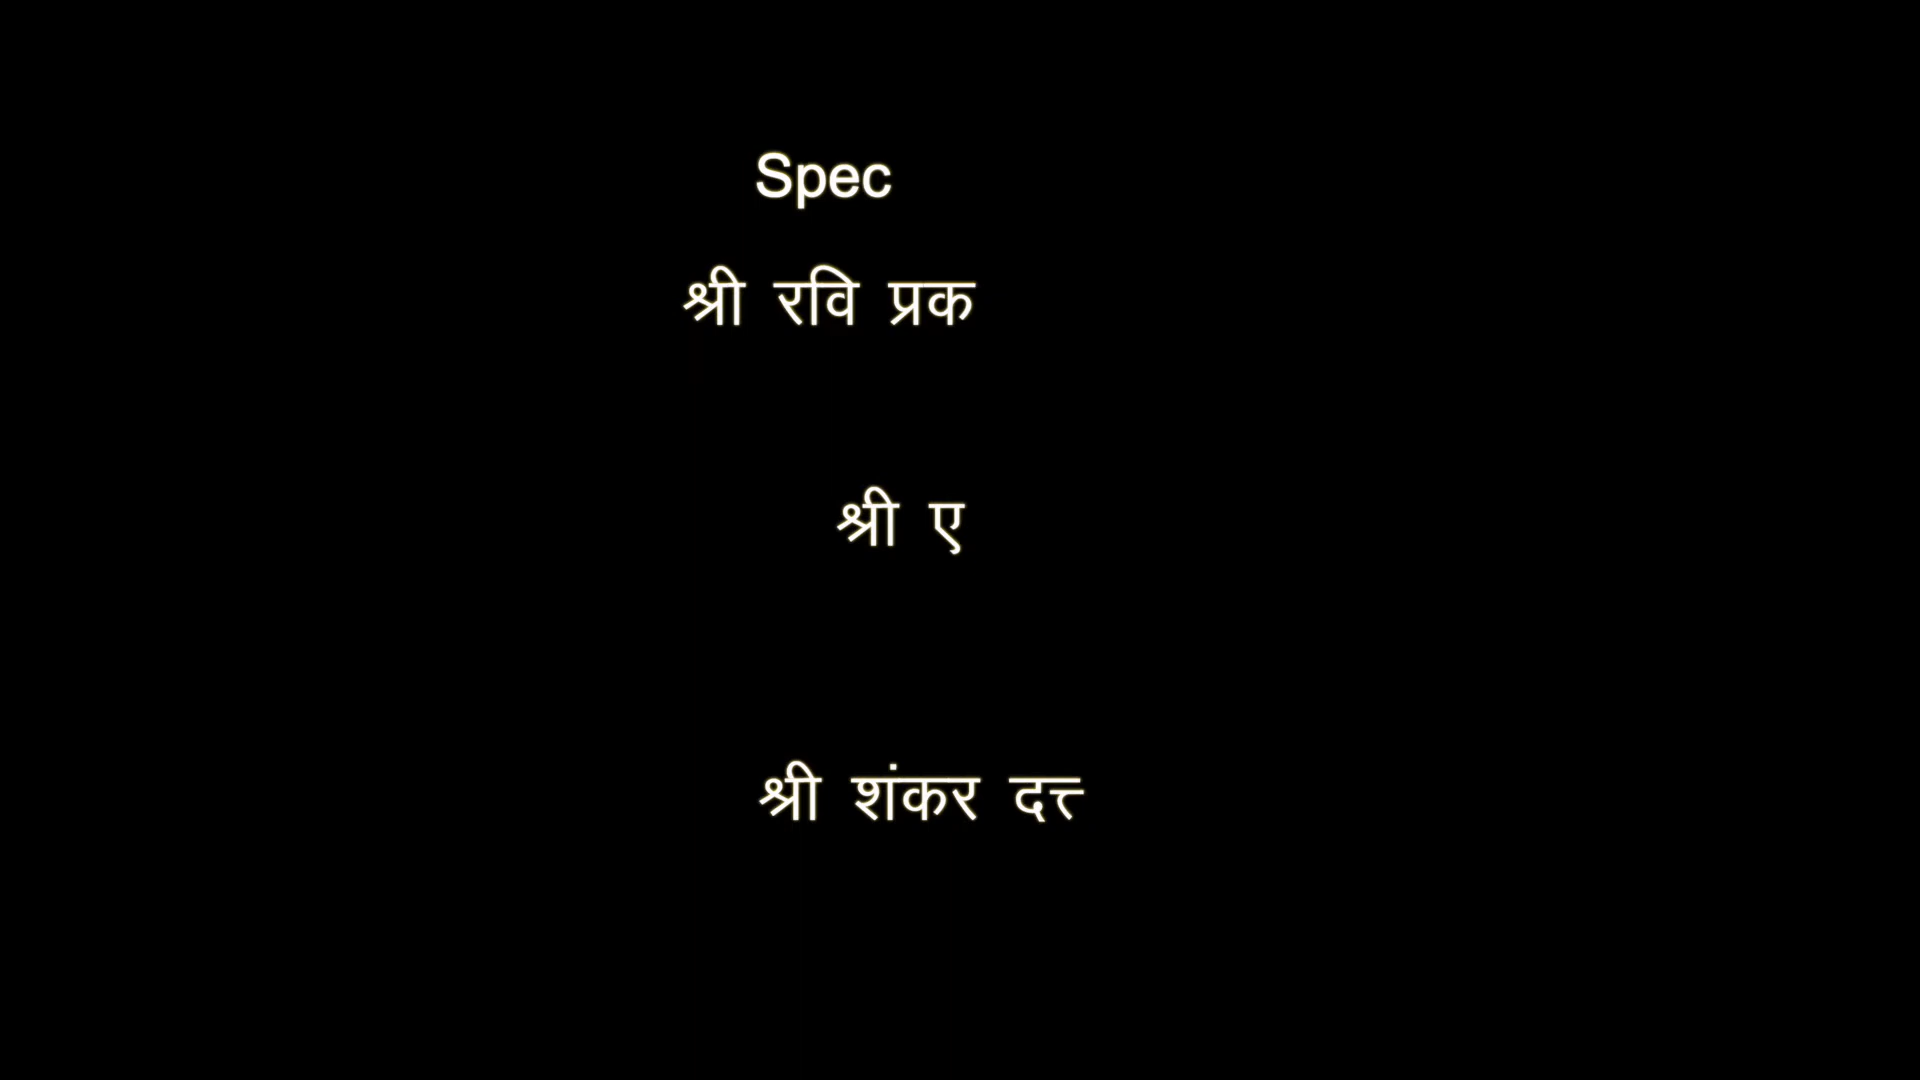 Spec
श्री रवि प्रक
श्री ए
श्री शंकर दत्त